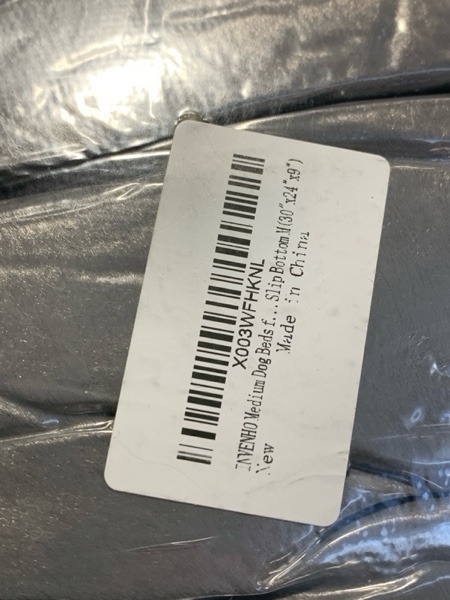 X003WFHKNL
INVENHO Medium Dog Beds f... Slip Bottom M(30"x24"x9")
New
Made in China